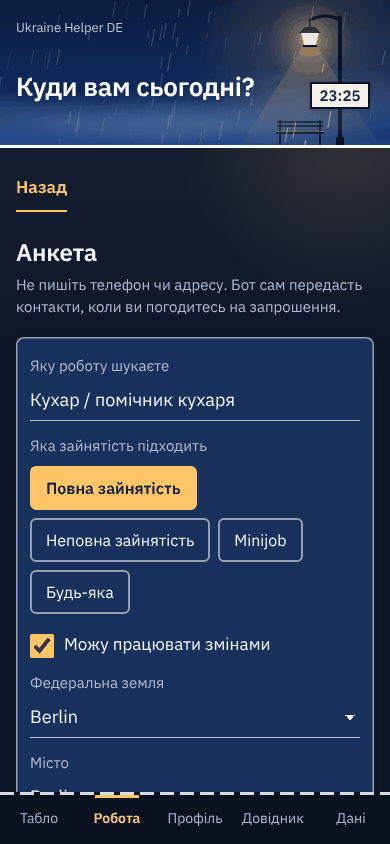 Ukraine Helper DE
Куди вам сьогодні?
23:25
Назад
Анкета
Не пишіть телефон чи адресу. Бот сам передасть
контакти, коли ви погодитесь на запрошення.
Яку роботу шукаєте
Кухар / помічник кухаря
Яка зайнятість підходить
Повна зайнятість
Неповна зайнятість
Minijob
Будь-яка
Можу працювати змінами
Федеральна земля
Berlin
Місто
Табло
Робота
Профіль
Довідник
Дані